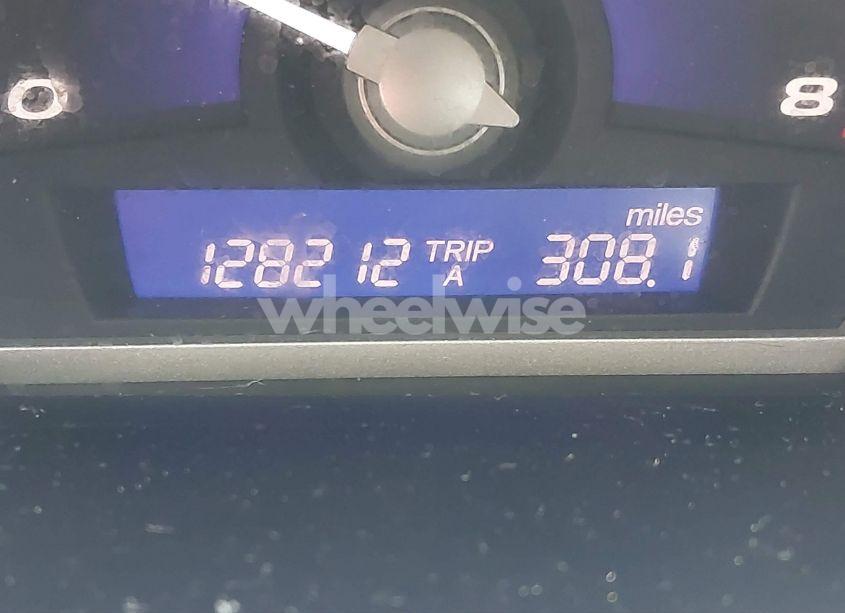 0 8
miles
128212 TRIP A 308.1
wheelwise